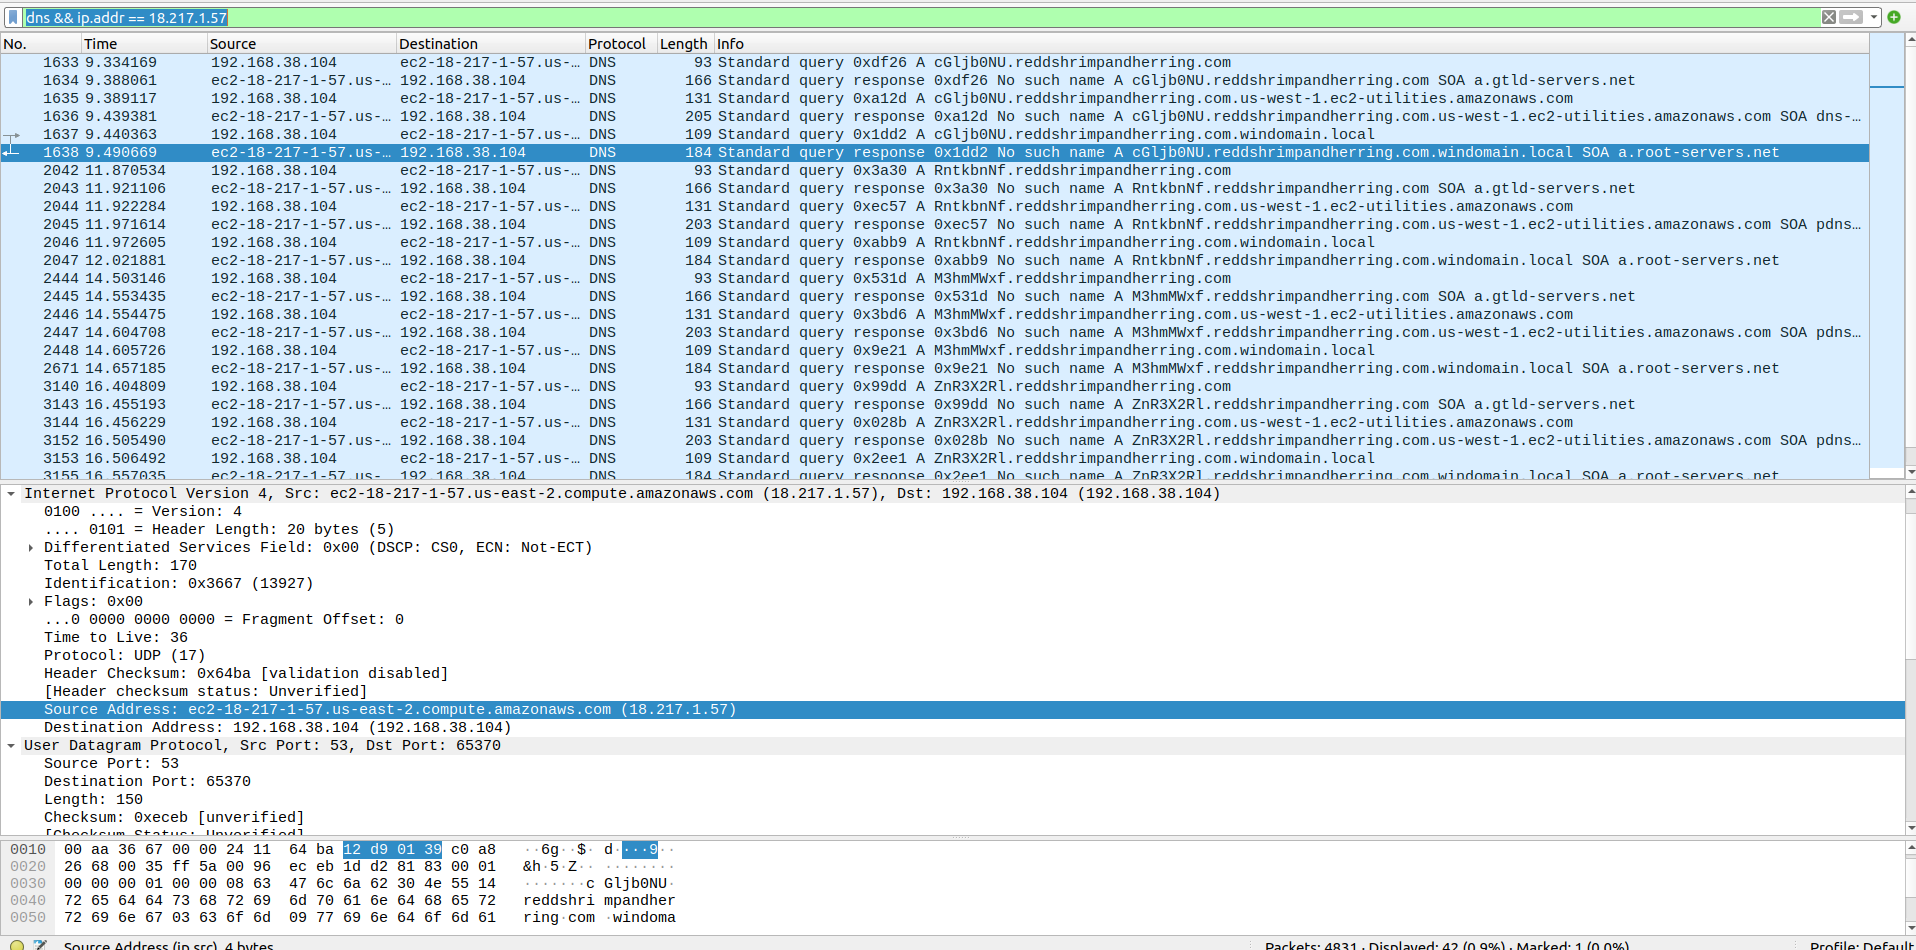 dns && ip.addr == 18.217.1.57
No. Time Source Destination Protocol Length Info
1633 9.334169 192.168.38.104 ec2-18-217-1-57.us-… DNS 93 Standard query 0xdf26 A cGljb0NU.reddshrimpandherring.com
1634 9.388061 ec2-18-217-1-57.us-… 192.168.38.104 DNS 166 Standard query response 0xdf26 No such name A cGljb0NU.reddshrimpandherring.com SOA a.gtld-servers.net
1635 9.389117 192.168.38.104 ec2-18-217-1-57.us-… DNS 131 Standard query 0xa12d A cGljb0NU.reddshrimpandherring.com.us-west-1.ec2-utilities.amazonaws.com
1636 9.439381 ec2-18-217-1-57.us-… 192.168.38.104 DNS 205 Standard query response 0xa12d No such name A cGljb0NU.reddshrimpandherring.com.us-west-1.ec2-utilities.amazonaws.com SOA dns-…
1637 9.440363 192.168.38.104 ec2-18-217-1-57.us-… DNS 109 Standard query 0x1dd2 A cGljb0NU.reddshrimpandherring.com.windomain.local
1638 9.490669 ec2-18-217-1-57.us-… 192.168.38.104 DNS 184 Standard query response 0x1dd2 No such name A cGljb0NU.reddshrimpandherring.com.windomain.local SOA a.root-servers.net
2042 11.870534 192.168.38.104 ec2-18-217-1-57.us-… DNS 93 Standard query 0x3a30 A RntkbnNf.reddshrimpandherring.com
2043 11.921106 ec2-18-217-1-57.us-… 192.168.38.104 DNS 166 Standard query response 0x3a30 No such name A RntkbnNf.reddshrimpandherring.com SOA a.gtld-servers.net
2044 11.922284 192.168.38.104 ec2-18-217-1-57.us-… DNS 131 Standard query 0xec57 A RntkbnNf.reddshrimpandherring.com.us-west-1.ec2-utilities.amazonaws.com
2045 11.971614 ec2-18-217-1-57.us-… 192.168.38.104 DNS 203 Standard query response 0xec57 No such name A RntkbnNf.reddshrimpandherring.com.us-west-1.ec2-utilities.amazonaws.com SOA pdns…
2046 11.972605 192.168.38.104 ec2-18-217-1-57.us-… DNS 109 Standard query 0xabb9 A RntkbnNf.reddshrimpandherring.com.windomain.local
2047 12.021881 ec2-18-217-1-57.us-… 192.168.38.104 DNS 184 Standard query response 0xabb9 No such name A RntkbnNf.reddshrimpandherring.com.windomain.local SOA a.root-servers.net
2444 14.503146 192.168.38.104 ec2-18-217-1-57.us-… DNS 93 Standard query 0x531d A M3hmMWxf.reddshrimpandherring.com
2445 14.553435 ec2-18-217-1-57.us-… 192.168.38.104 DNS 166 Standard query response 0x531d No such name A M3hmMWxf.reddshrimpandherring.com SOA a.gtld-servers.net
2446 14.554475 192.168.38.104 ec2-18-217-1-57.us-… DNS 131 Standard query 0x3bd6 A M3hmMWxf.reddshrimpandherring.com.us-west-1.ec2-utilities.amazonaws.com
2447 14.604708 ec2-18-217-1-57.us-… 192.168.38.104 DNS 203 Standard query response 0x3bd6 No such name A M3hmMWxf.reddshrimpandherring.com.us-west-1.ec2-utilities.amazonaws.com SOA pdns…
2448 14.605726 192.168.38.104 ec2-18-217-1-57.us-… DNS 109 Standard query 0x9e21 A M3hmMWxf.reddshrimpandherring.com.windomain.local
2671 14.657185 ec2-18-217-1-57.us-… 192.168.38.104 DNS 184 Standard query response 0x9e21 No such name A M3hmMWxf.reddshrimpandherring.com.windomain.local SOA a.root-servers.net
3140 16.404809 192.168.38.104 ec2-18-217-1-57.us-… DNS 93 Standard query 0x99dd A ZnR3X2Rl.reddshrimpandherring.com
3143 16.455193 ec2-18-217-1-57.us-… 192.168.38.104 DNS 166 Standard query response 0x99dd No such name A ZnR3X2Rl.reddshrimpandherring.com SOA a.gtld-servers.net
3144 16.456229 192.168.38.104 ec2-18-217-1-57.us-… DNS 131 Standard query 0x028b A ZnR3X2Rl.reddshrimpandherring.com.us-west-1.ec2-utilities.amazonaws.com
3152 16.505490 ec2-18-217-1-57.us-… 192.168.38.104 DNS 203 Standard query response 0x028b No such name A ZnR3X2Rl.reddshrimpandherring.com.us-west-1.ec2-utilities.amazonaws.com SOA pdns…
3153 16.506492 192.168.38.104 ec2-18-217-1-57.us-… DNS 109 Standard query 0x2ee1 A ZnR3X2Rl.reddshrimpandherring.com.windomain.local
3155 16.557035 ec2-18-217-1-57.us- 192.168.38.104 DNS 184 Standard query response 0x2ee1 No such name A ZnR3X2Rl.reddshrimpandherring.com.windomain.local SOA a.root-servers.net
Internet Protocol Version 4, Src: ec2-18-217-1-57.us-east-2.compute.amazonaws.com (18.217.1.57), Dst: 192.168.38.104 (192.168.38.104)
0100 .... = Version: 4
.... 0101 = Header Length: 20 bytes (5)
Differentiated Services Field: 0x00 (DSCP: CS0, ECN: Not-ECT)
Total Length: 170
Identification: 0x3667 (13927)
Flags: 0x00
...0 0000 0000 0000 = Fragment Offset: 0
Time to Live: 36
Protocol: UDP (17)
Header Checksum: 0x64ba [validation disabled]
[Header checksum status: Unverified]
Source Address: ec2-18-217-1-57.us-east-2.compute.amazonaws.com (18.217.1.57)
Destination Address: 192.168.38.104 (192.168.38.104)
User Datagram Protocol, Src Port: 53, Dst Port: 65370
Source Port: 53
Destination Port: 65370
Length: 150
Checksum: 0xeceb [unverified]
[Checksum Status: Unverified]
0010 00 aa 36 67 00 00 24 11 64 ba 12 d9 01 39 c0 a8 ··6g··$· d····9··
0020 26 68 00 35 ff 5a 00 96 ec eb 1d d2 81 83 00 01 &h·5·Z·· ········
0030 00 00 00 01 00 00 08 63 47 6c 6a 62 30 4e 55 14 ·······c Gljb0NU·
0040 72 65 64 64 73 68 72 69 6d 70 61 6e 64 68 65 72 reddshri mpandher
0050 72 69 6e 67 03 63 6f 6d 09 77 69 6e 64 6f 6d 61 ring·com ·windoma
Source Address (ip.src), 4 bytes Packets: 4831 · Displayed: 42 (0.9%) · Marked: 1 (0.0%) Profile: Default